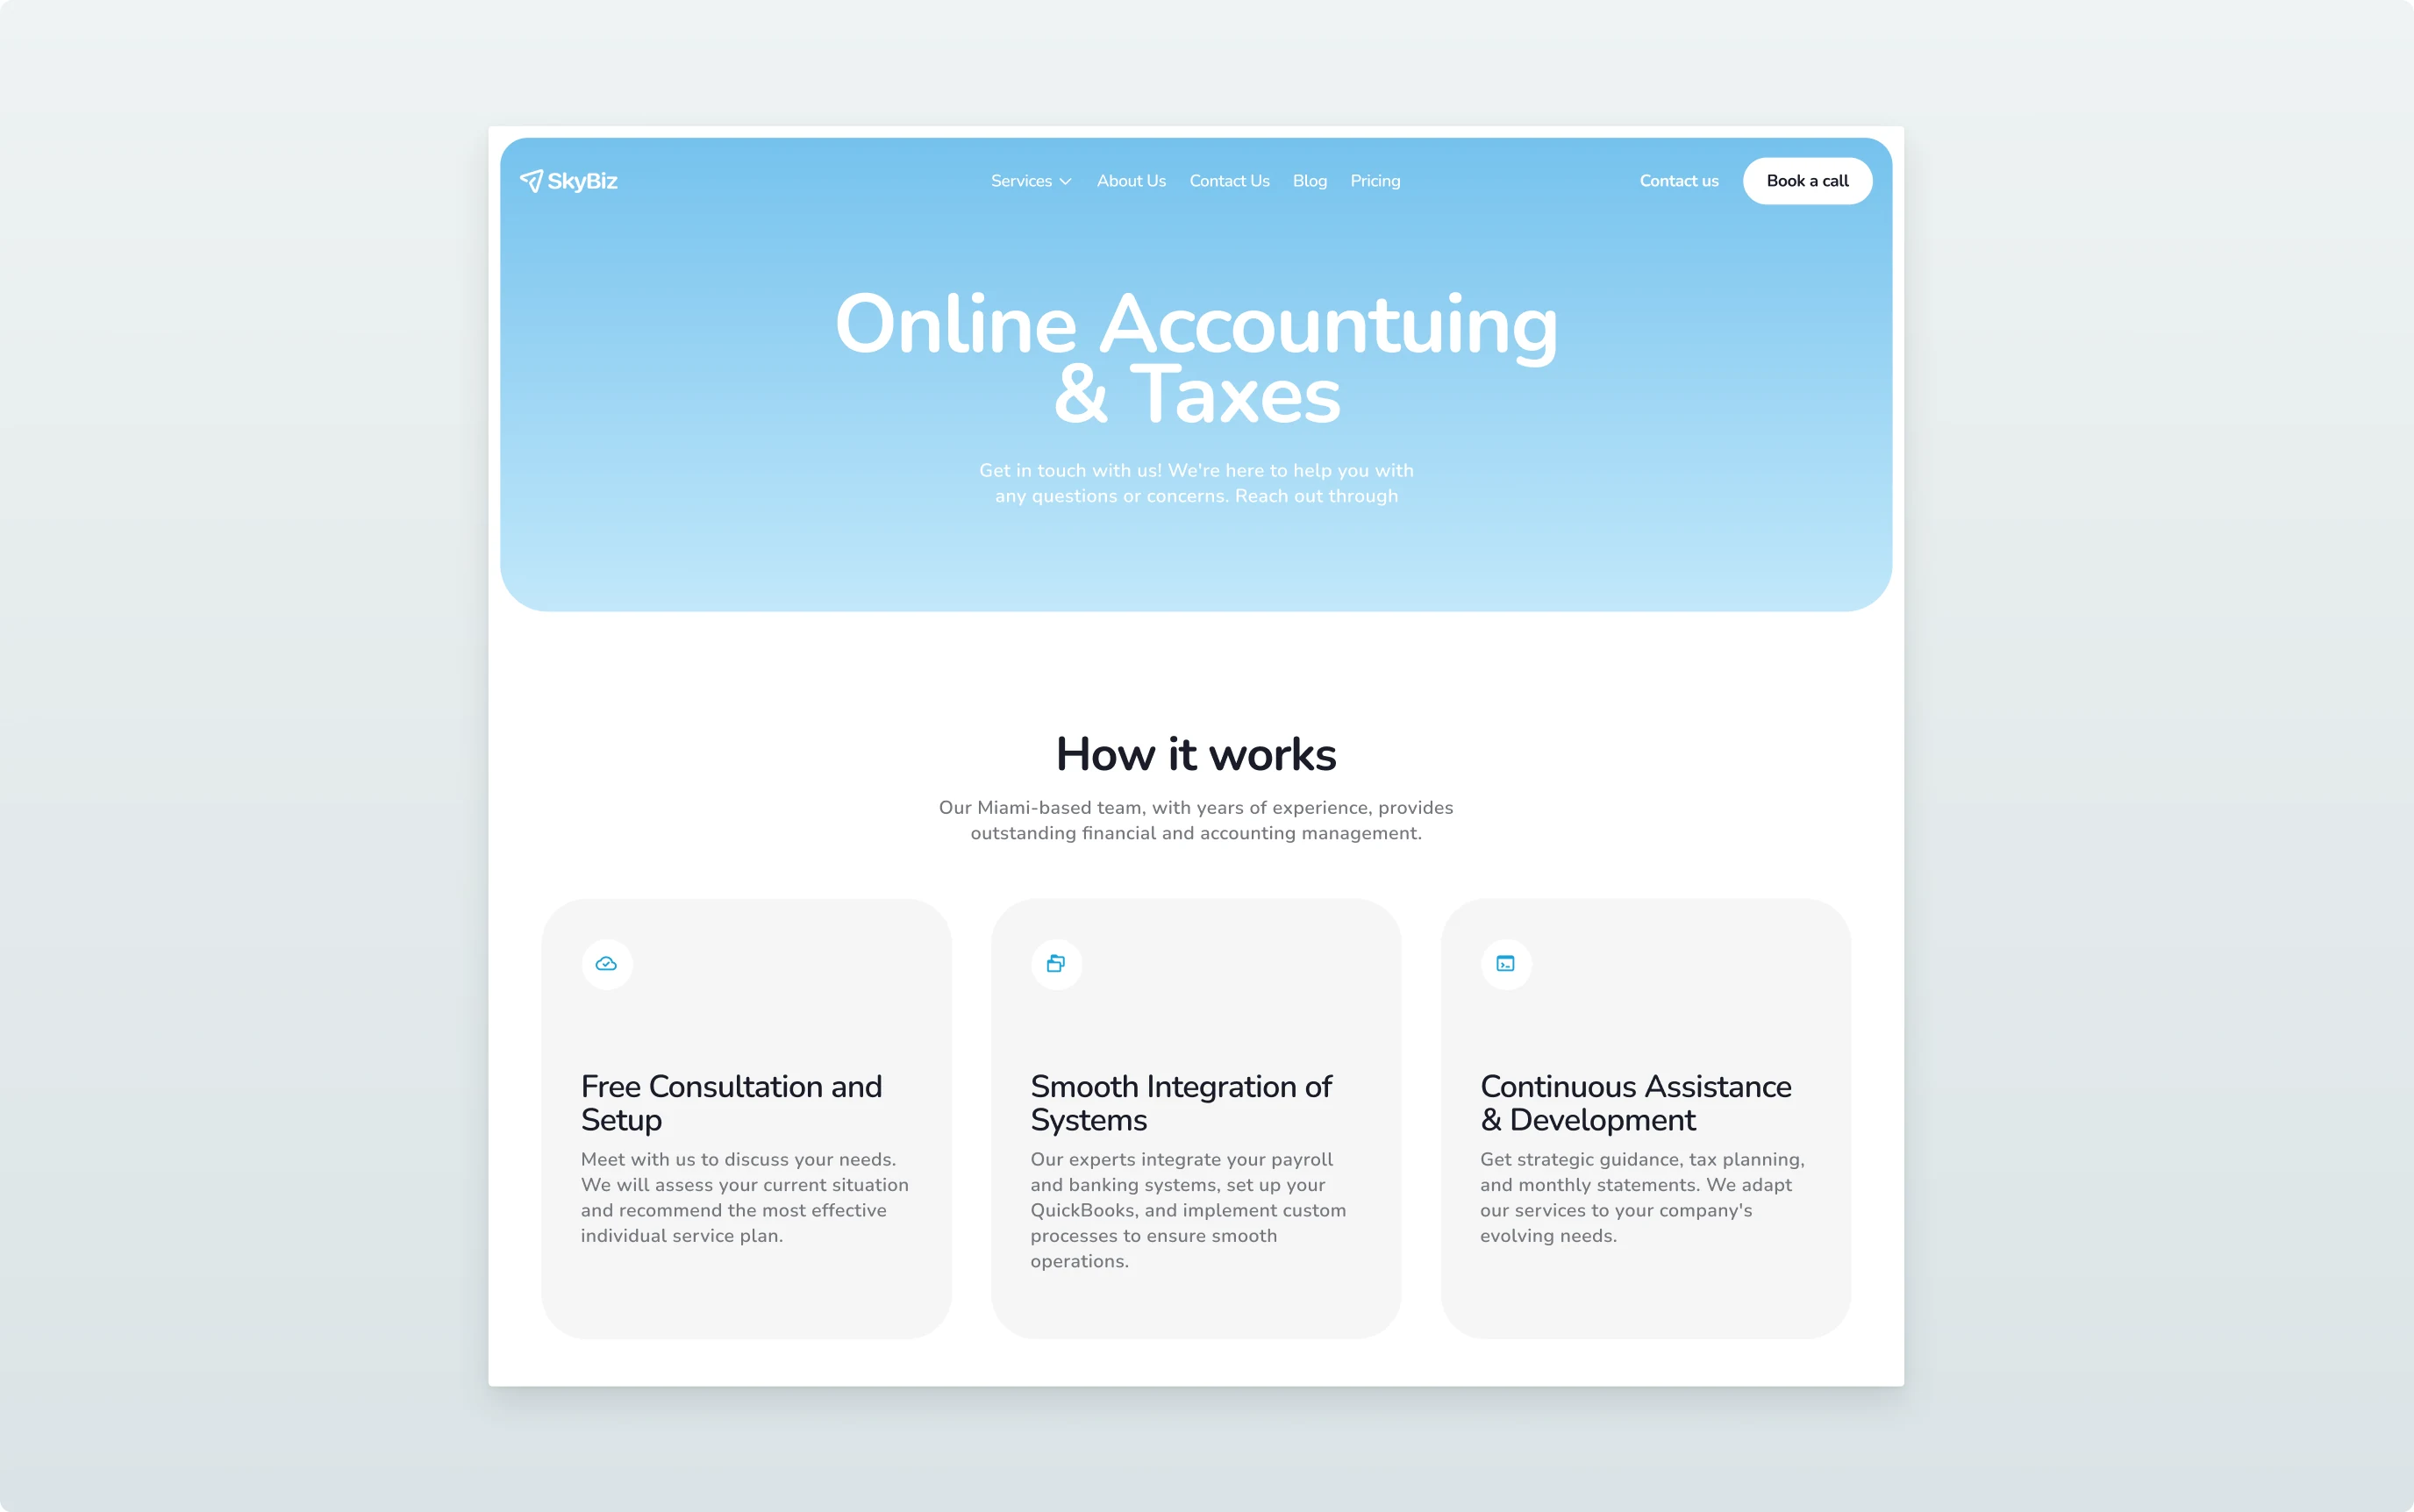 SkyBiz
Services
About Us
Contact Us
Blog
Pricing
Contact us
Book a call
Online Accountuing
& Taxes
Get in touch with us! We're here to help you with
any questions or concerns. Reach out through
How it works
Our Miami-based team, with years of experience, provides
outstanding financial and accounting management.
Free Consultation and
Setup
Meet with us to discuss your needs.
We will assess your current situation
and recommend the most effective
individual service plan.
Smooth Integration of
Systems
Our experts integrate your payroll
and banking systems, set up your
QuickBooks, and implement custom
processes to ensure smooth
operations.
Continuous Assistance
& Development
Get strategic guidance, tax planning,
and monthly statements. We adapt
our services to your company's
evolving needs.